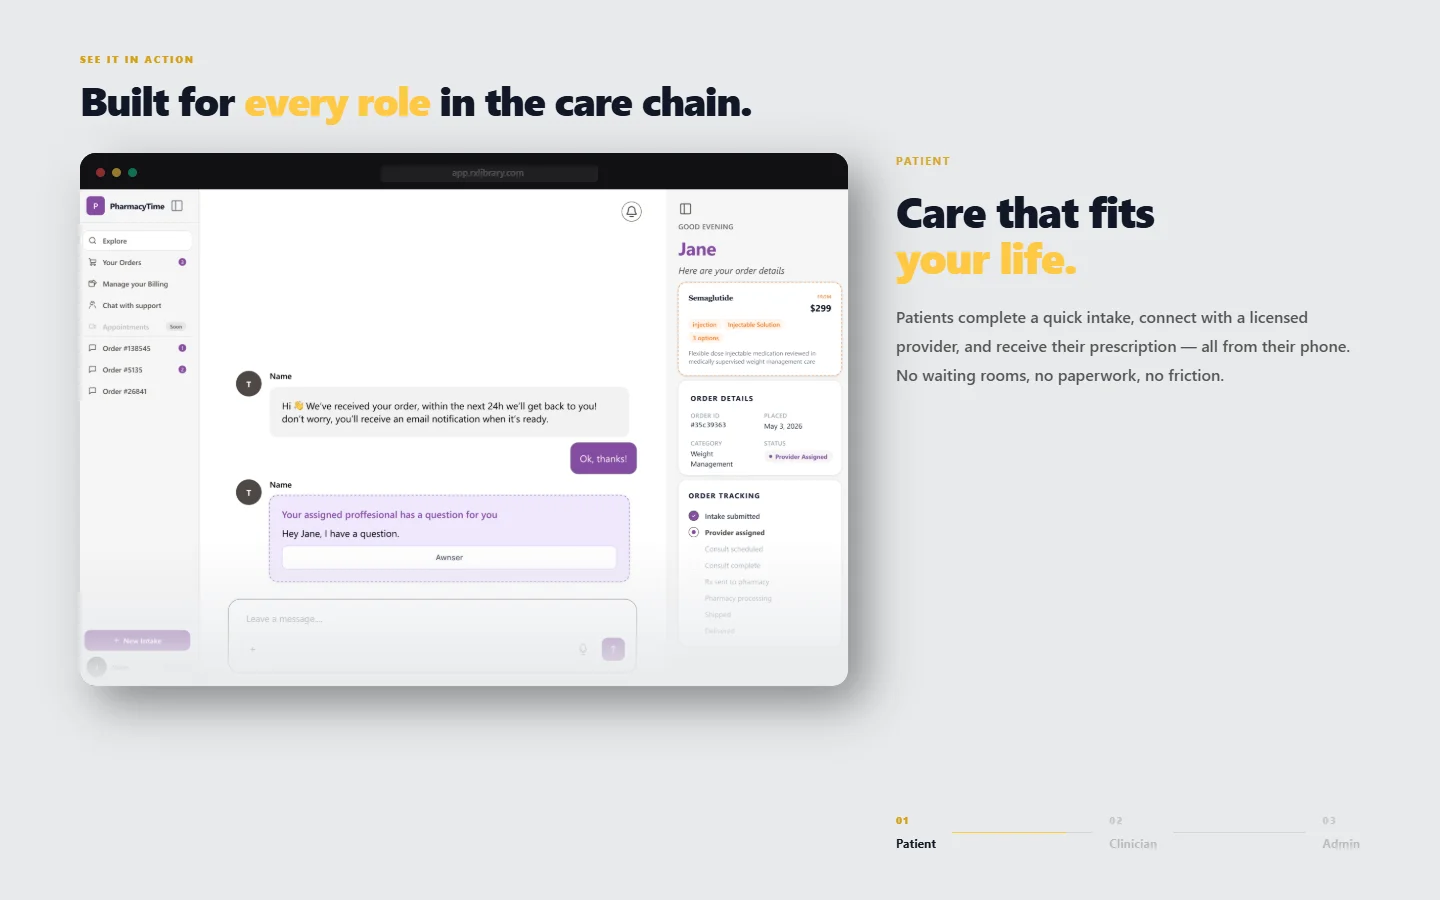 SEE IT IN ACTION
Built for every role in the care chain.
app.rxlibrary.com
P PharmacyTime
Explore
Your Orders
Manage your Billing
Chat with support
Appointments Soon
Order #138545
Order #5135
Order #26841
+ New Intake
T
Name
Hi 👋 We've received your order, within the next 24h we'll get back to you!
don't worry, you'll receive an email notification when it's ready.
Ok, thanks!
T
Name
Your assigned proffesional has a question for you
Hey Jane, I have a question.
Awnser
Leave a message...
+
GOOD EVENING
Jane
Here are your order details
Semaglutide
FROM
$299
Injection Injectable Solution
3 options
Flexible dose injectable medication reviewed in
medically supervised weight management care
ORDER DETAILS
ORDER ID PLACED
#35c39363 May 3, 2026
CATEGORY STATUS
Weight
Management
Provider Assigned
ORDER TRACKING
Intake submitted
Provider assigned
Consult scheduled
Consult complete
Rx sent to pharmacy
Pharmacy processing
Shipped
Delivered
PATIENT
Care that fits
your life.
Patients complete a quick intake, connect with a licensed
provider, and receive their prescription — all from their phone.
No waiting rooms, no paperwork, no friction.
01 02 03
Patient Clinician Admin